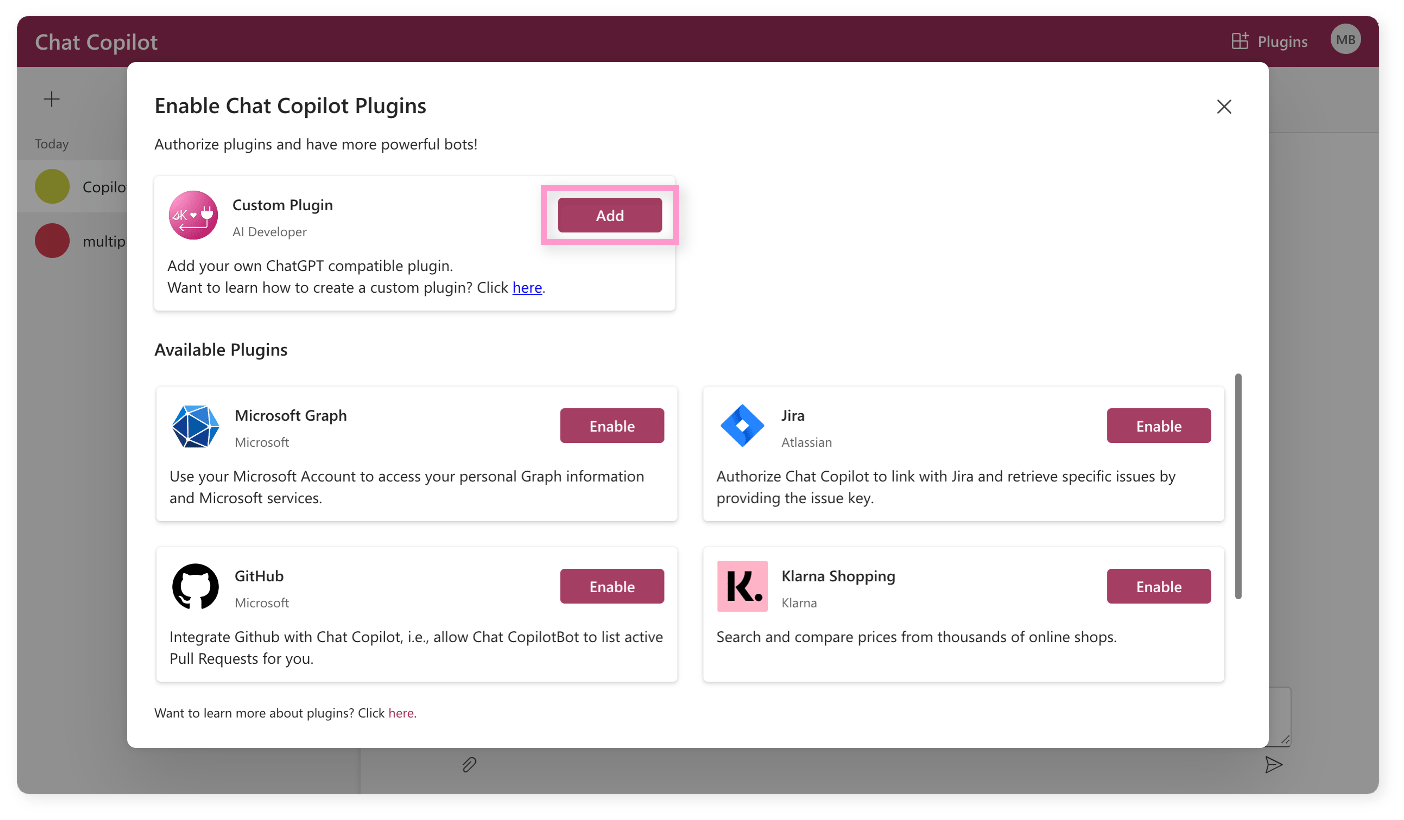 Chat Copilot
Plugins
MB
Enable Chat Copilot Plugins
Authorize plugins and have more powerful bots!
Today
Copilo
multip
Custom Plugin
AI Developer
Add
Add your own ChatGPT compatible plugin.
Want to learn how to create a custom plugin? Click here.
Available Plugins
Microsoft Graph
Microsoft
Enable
Use your Microsoft Account to access your personal Graph information
and Microsoft services.
Jira
Atlassian
Enable
Authorize Chat Copilot to link with Jira and retrieve specific issues by
providing the issue key.
GitHub
Microsoft
Enable
Integrate Github with Chat Copilot, i.e., allow Chat CopilotBot to list active
Pull Requests for you.
K.
Klarna Shopping
Klarna
Enable
Search and compare prices from thousands of online shops.
Want to learn more about plugins? Click here.